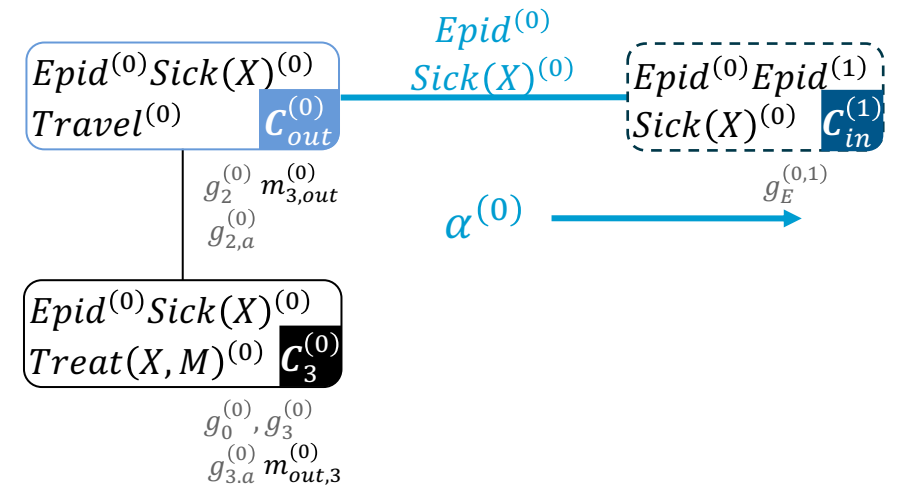 Epid^(0) Sick(X)^(0)
Travel^(0) C_out^(0)
Epid^(0)
Sick(X)^(0)
Epid^(0) Epid^(1)
Sick(X)^(0) C_in^(1)
g_2^(0) m_3,out^(0)
g_2,a^(0)
g_E^(0,1)
α^(0)
Epid^(0) Sick(X)^(0)
Treat(X, M)^(0) C_3^(0)
g_0^(0), g_3^(0)
g_3,a^(0) m_out,3^(0)